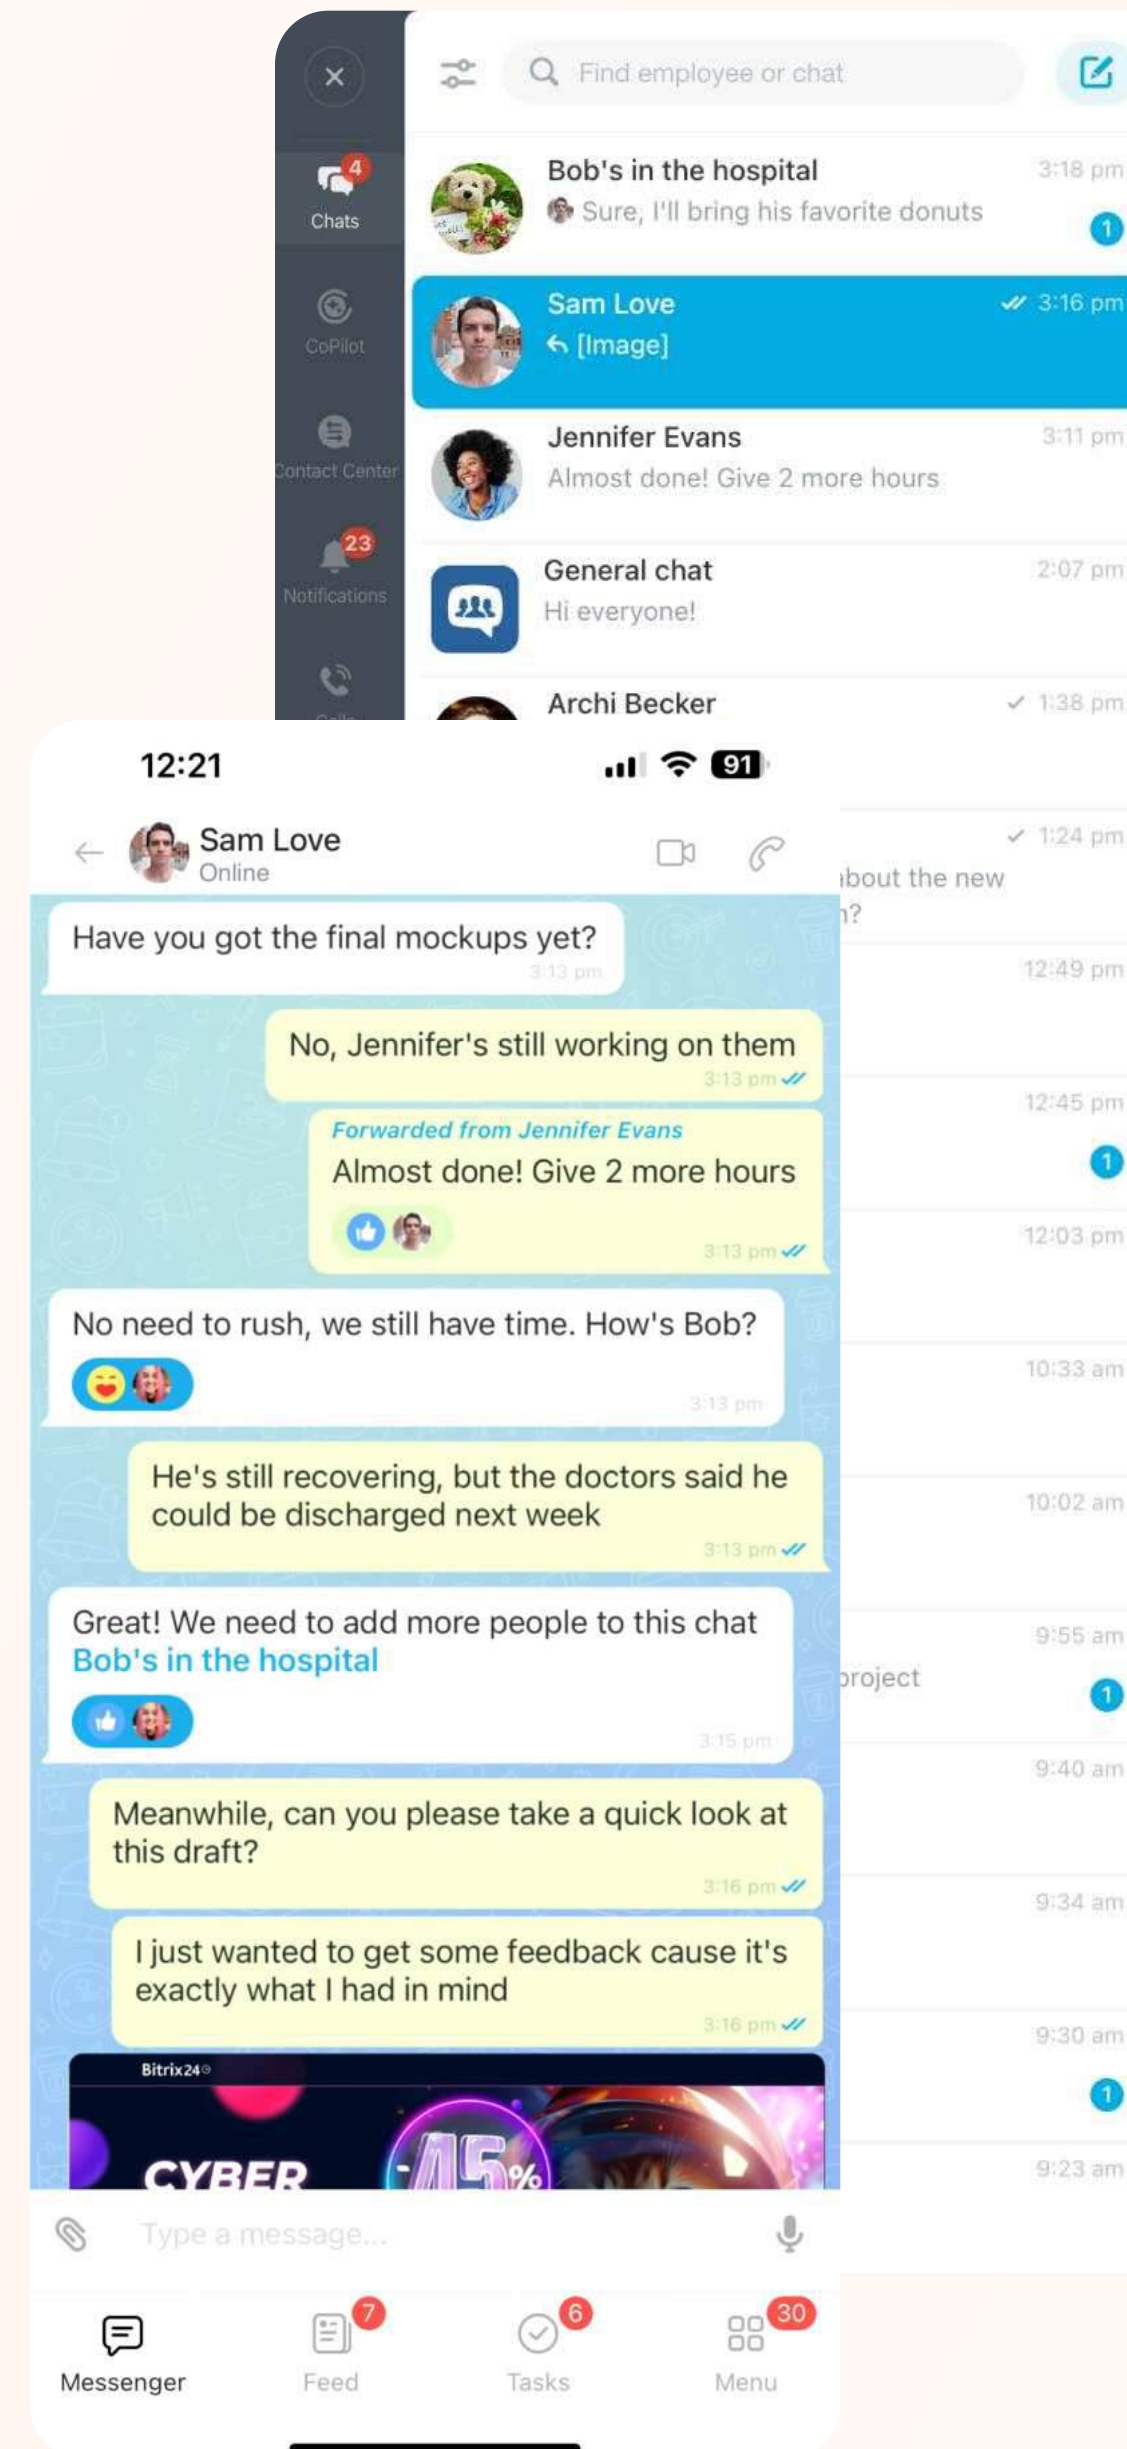 Find employee or chat
4
Chats
CoPilot
Contact Center
23
Notifications
Bob's in the hospital
3:18 pm
Sure, I'll bring his favorite donuts
1
Sam Love
3:16 pm
[Image]
Jennifer Evans
3:11 pm
Almost done! Give 2 more hours
General chat
2:07 pm
Hi everyone!
Archi Becker
1:38 pm
1:24 pm
about the new
12:49 pm
12:45 pm
1
12:03 pm
10:33 am
10:02 am
9:55 am
project
1
9:40 am
9:34 am
9:30 am
1
9:23 am
12:21
91
Sam Love
Online
Have you got the final mockups yet?
3:13 pm
No, Jennifer's still working on them
3:13 pm
Forwarded from Jennifer Evans
Almost done! Give 2 more hours
3:13 pm
No need to rush, we still have time. How's Bob?
3:13 pm
He's still recovering, but the doctors said he
could be discharged next week
3:13 pm
Great! We need to add more people to this chat
Bob's in the hospital
3:15 pm
Meanwhile, can you please take a quick look at
this draft?
3:16 pm
I just wanted to get some feedback cause it's
exactly what I had in mind
3:16 pm
Bitrix24
CYBER
-45%
Type a message...
Messenger
7
Feed
6
Tasks
30
Menu